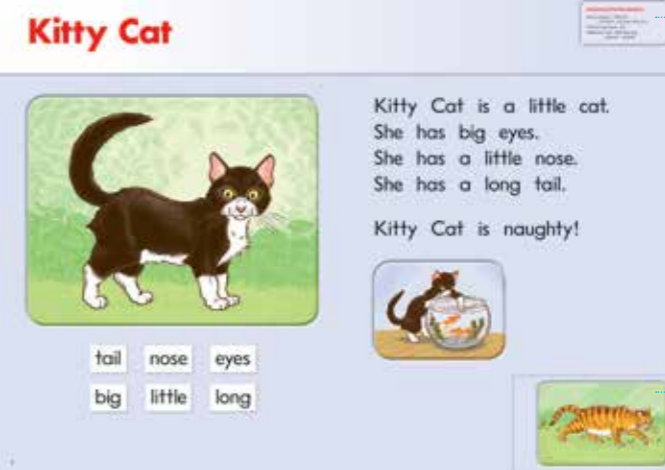 Kitty Cat
Kitty Cat is a little cat.
She has big eyes.
She has a little nose.
She has a long tail.
Kitty Cat is naughty!
tail nose eyes
big little long